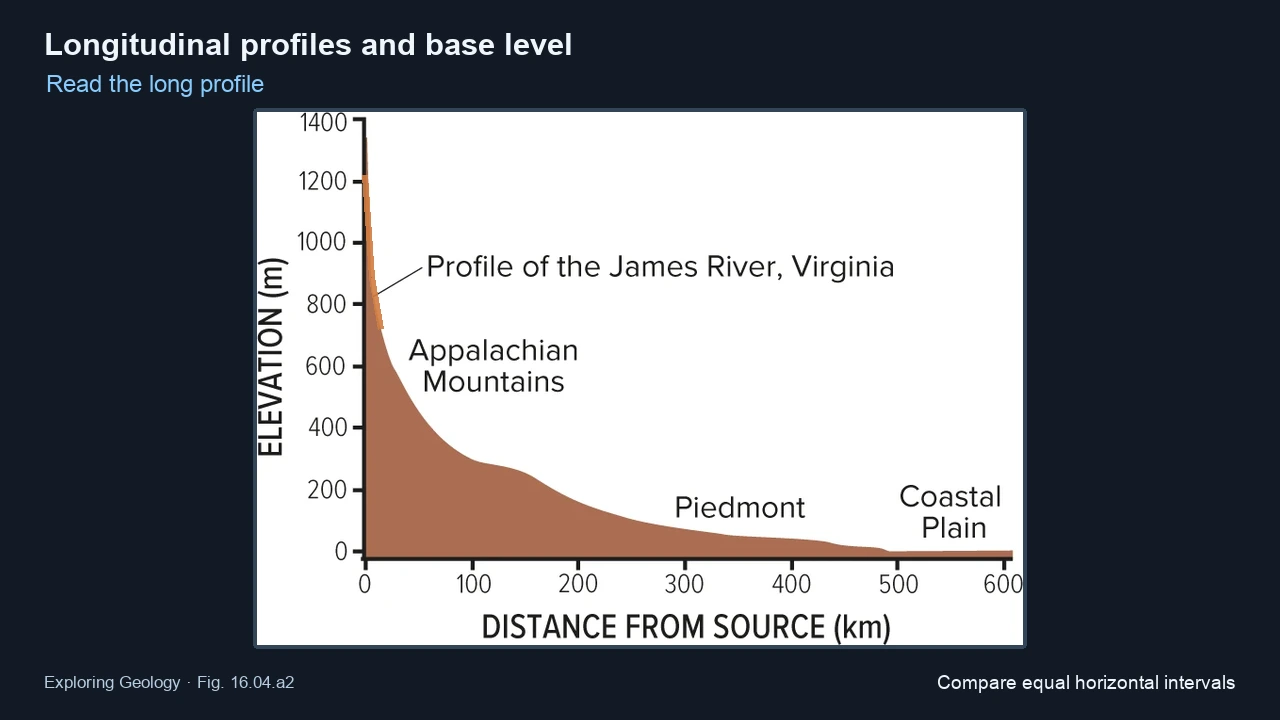 Longitudinal profiles and base level
Read the long profile
1400
1200
1000
800
600
400
200
0
ELEVATION (m)
Profile of the James River, Virginia
Appalachian
Mountains
Piedmont
Coastal
Plain
0 100 200 300 400 500 600
DISTANCE FROM SOURCE (km)
Exploring Geology · Fig. 16.04.a2
Compare equal horizontal intervals